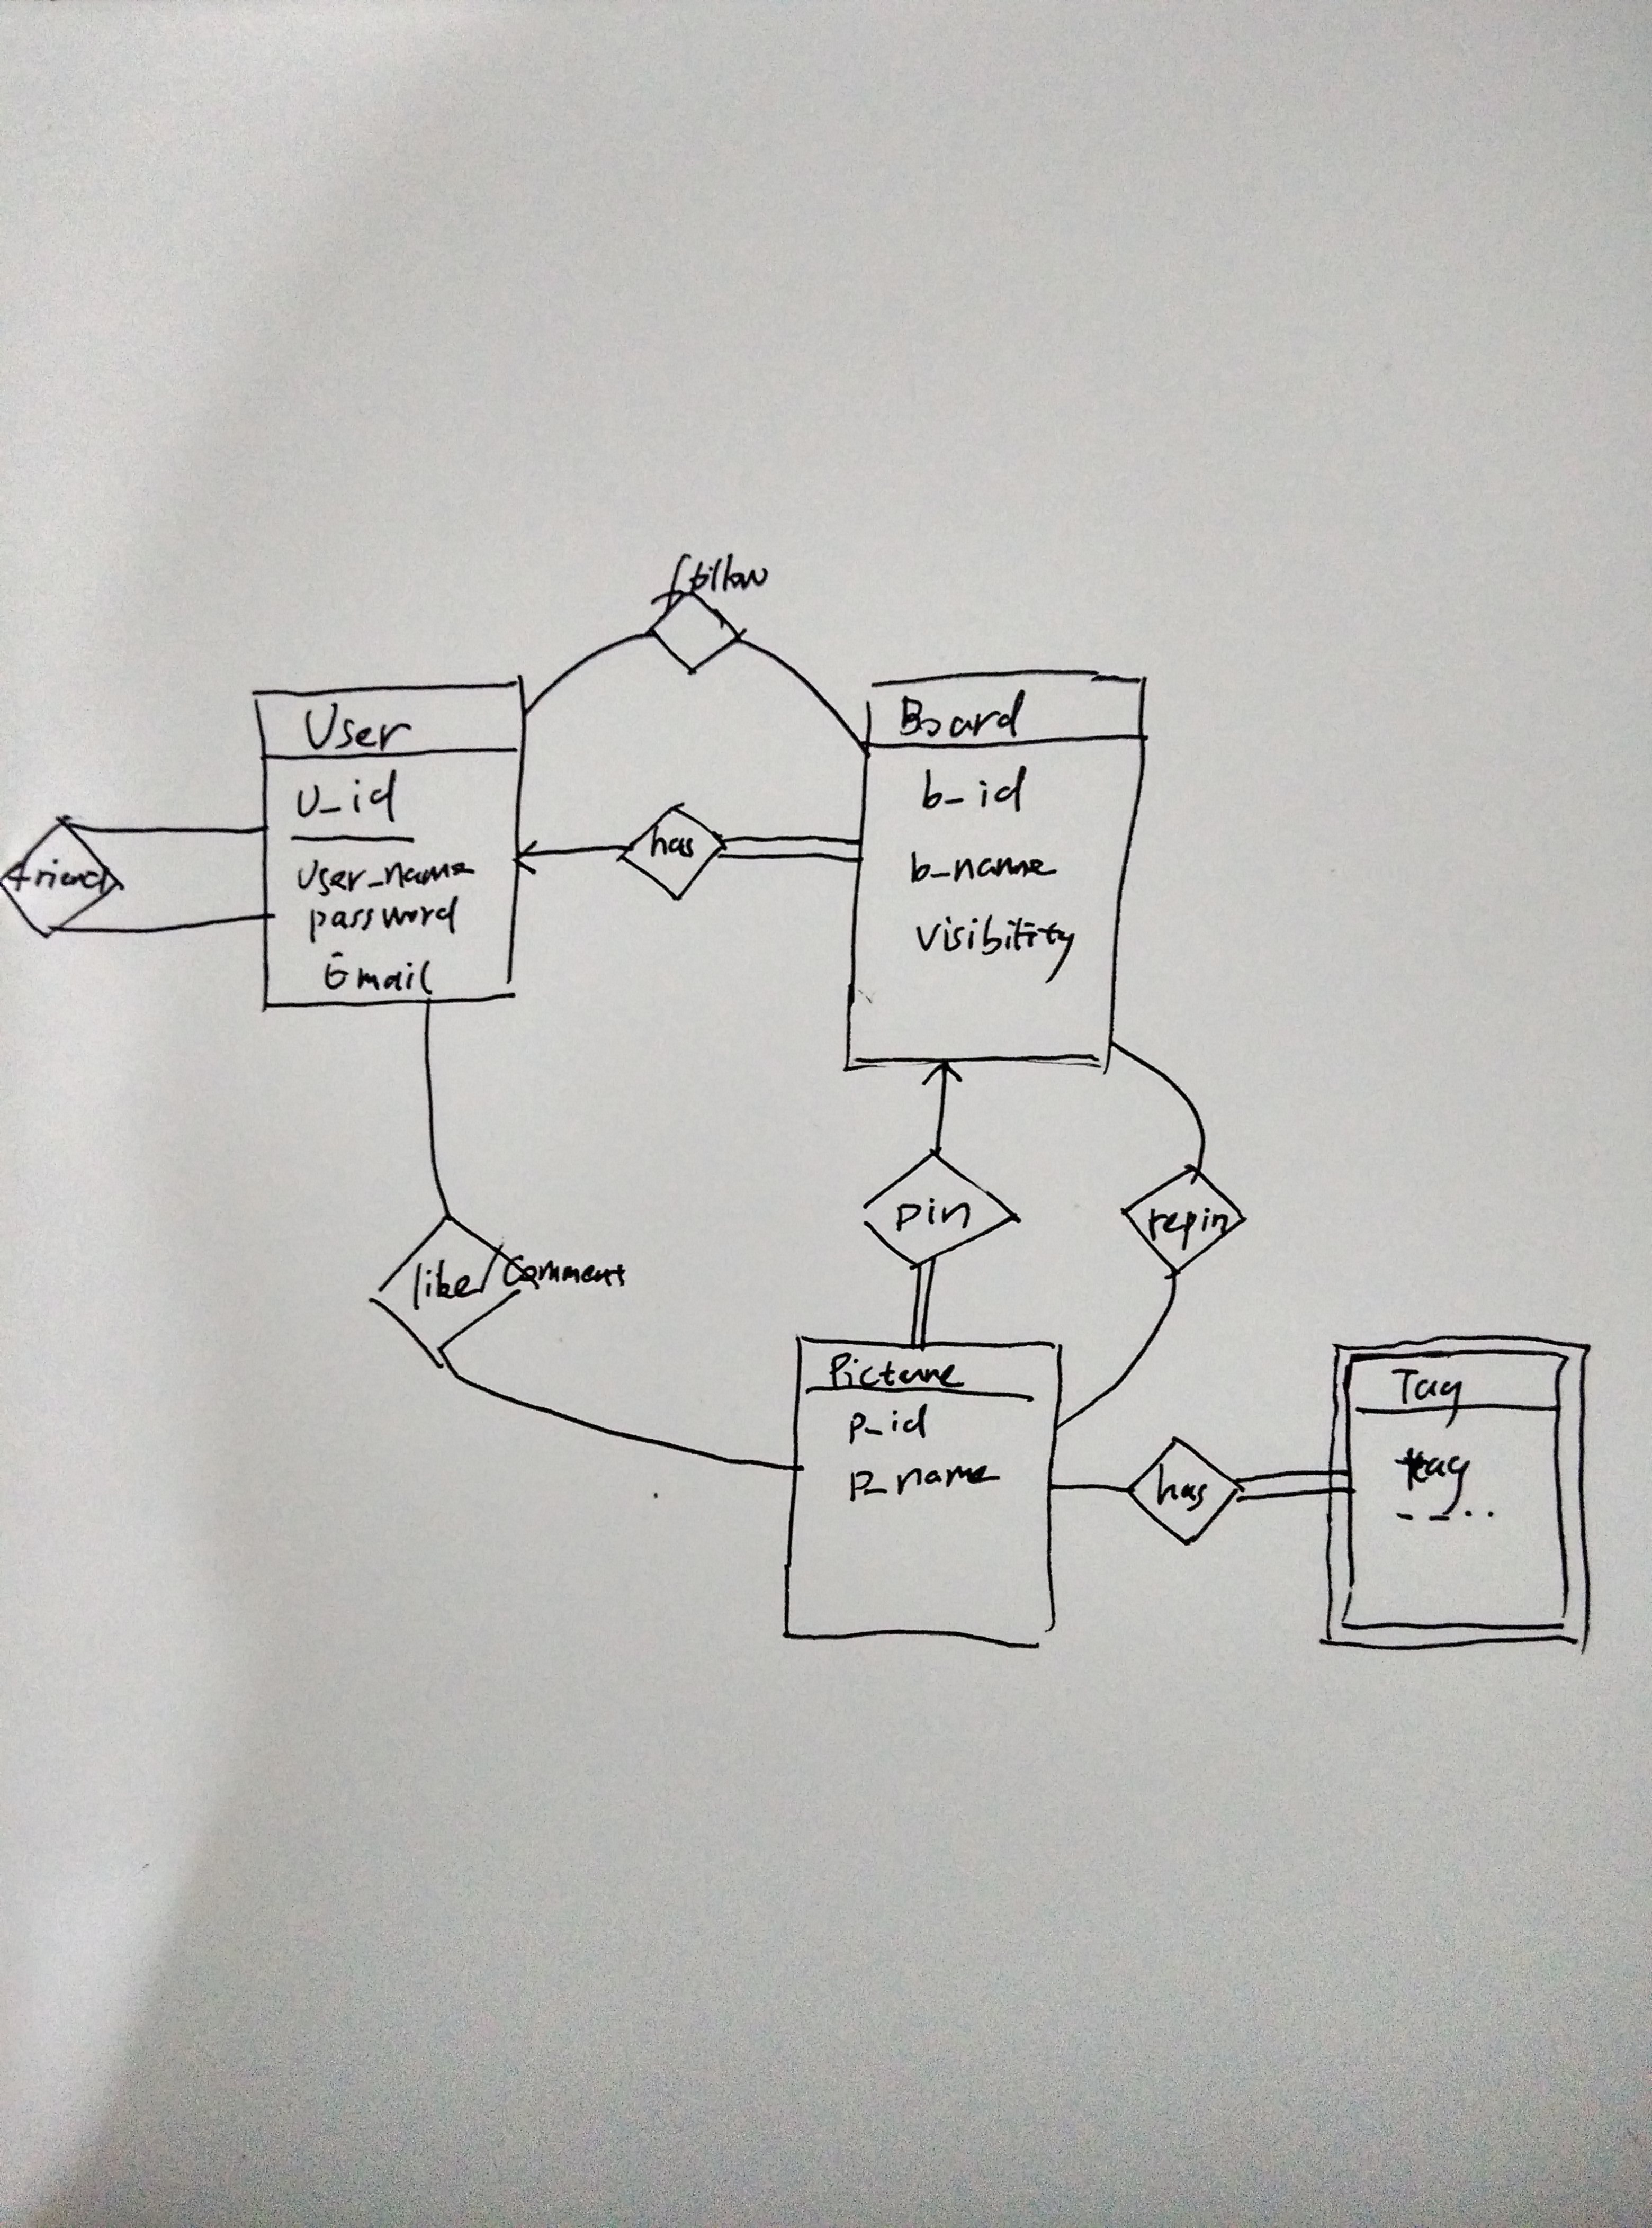 follow
User
U_id
User_name
password
Email
friend
has
Board
b_id
b_name
Visibility
like/Comment
pin
repin
Picture
p_id
p_name
has
Tag
tag